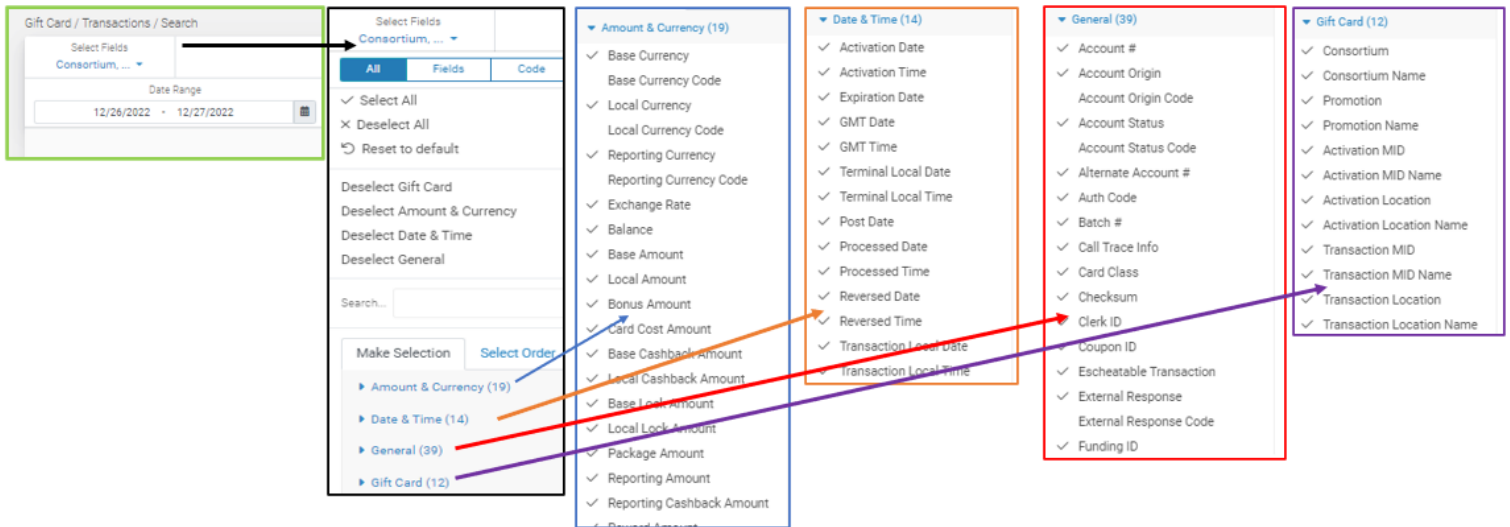 Gift Card / Transactions / Search
Select Fields
Consortium, ...
Date Range
12/26/2022 - 12/27/2022
Select Fields
Consortium, ...
All Fields Code
Select All
Deselect All
Reset to default
Deselect Gift Card
Deselect Amount & Currency
Deselect Date & Time
Deselect General
Search...
Make Selection Select Order
Amount & Currency (19)
Date & Time (14)
General (39)
Gift Card (12)
Amount & Currency (19)
Base Currency
Base Currency Code
Local Currency
Local Currency Code
Reporting Currency
Reporting Currency Code
Exchange Rate
Balance
Base Amount
Local Amount
Bonus Amount
Card Cost Amount
Base Cashback Amount
Local Cashback Amount
Base Lock Amount
Local Lock Amount
Package Amount
Reporting Amount
Reporting Cashback Amount
Reward Amount
Date & Time (14)
Activation Date
Activation Time
Expiration Date
GMT Date
GMT Time
Terminal Local Date
Terminal Local Time
Post Date
Processed Date
Processed Time
Reversed Date
Reversed Time
Transaction Local Date
Transaction Local Time
General (39)
Account #
Account Origin
Account Origin Code
Account Status
Account Status Code
Alternate Account #
Auth Code
Batch #
Call Trace Info
Card Class
Checksum
Clerk ID
Coupon ID
Escheatable Transaction
External Response
External Response Code
Funding ID
Gift Card (12)
Consortium
Consortium Name
Promotion
Promotion Name
Activation MID
Activation MID Name
Activation Location
Activation Location Name
Transaction MID
Transaction MID Name
Transaction Location
Transaction Location Name